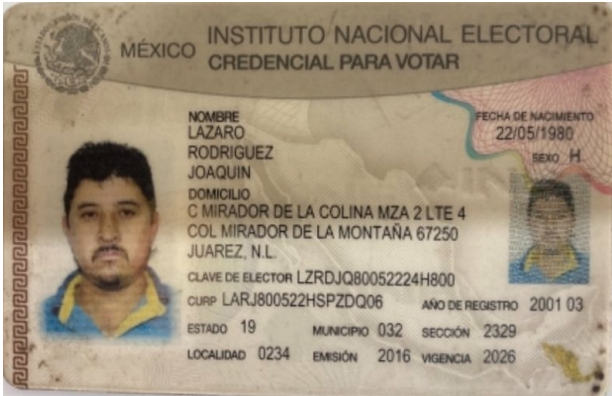 MÉXICO INSTITUTO NACIONAL ELECTORAL
CREDENCIAL PARA VOTAR
NOMBRE
LAZARO
RODRIGUEZ
JOAQUIN
FECHA DE NACIMIENTO
22/05/1980
SEXO H
DOMICILIO
C MIRADOR DE LA COLINA MZA 2 LTE 4
COL MIRADOR DE LA MONTAÑA 67250
JUAREZ, N.L.
CLAVE DE ELECTOR LZRDJQ80052224H800
CURP LARJ800522HSPZDQ06 AÑO DE REGISTRO 2001 03
ESTADO 19 MUNICIPIO 032 SECCIÓN 2329
LOCALIDAD 0234 EMISIÓN 2016 VIGENCIA 2026